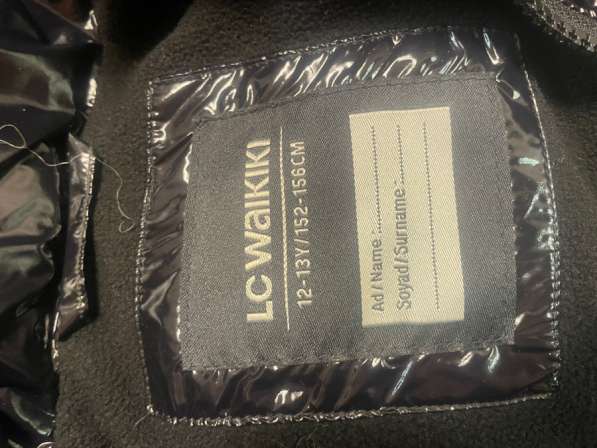 LC WAIKIKI
12-13Y/152-156CM
Ad / Name :
Soyad / Surname :